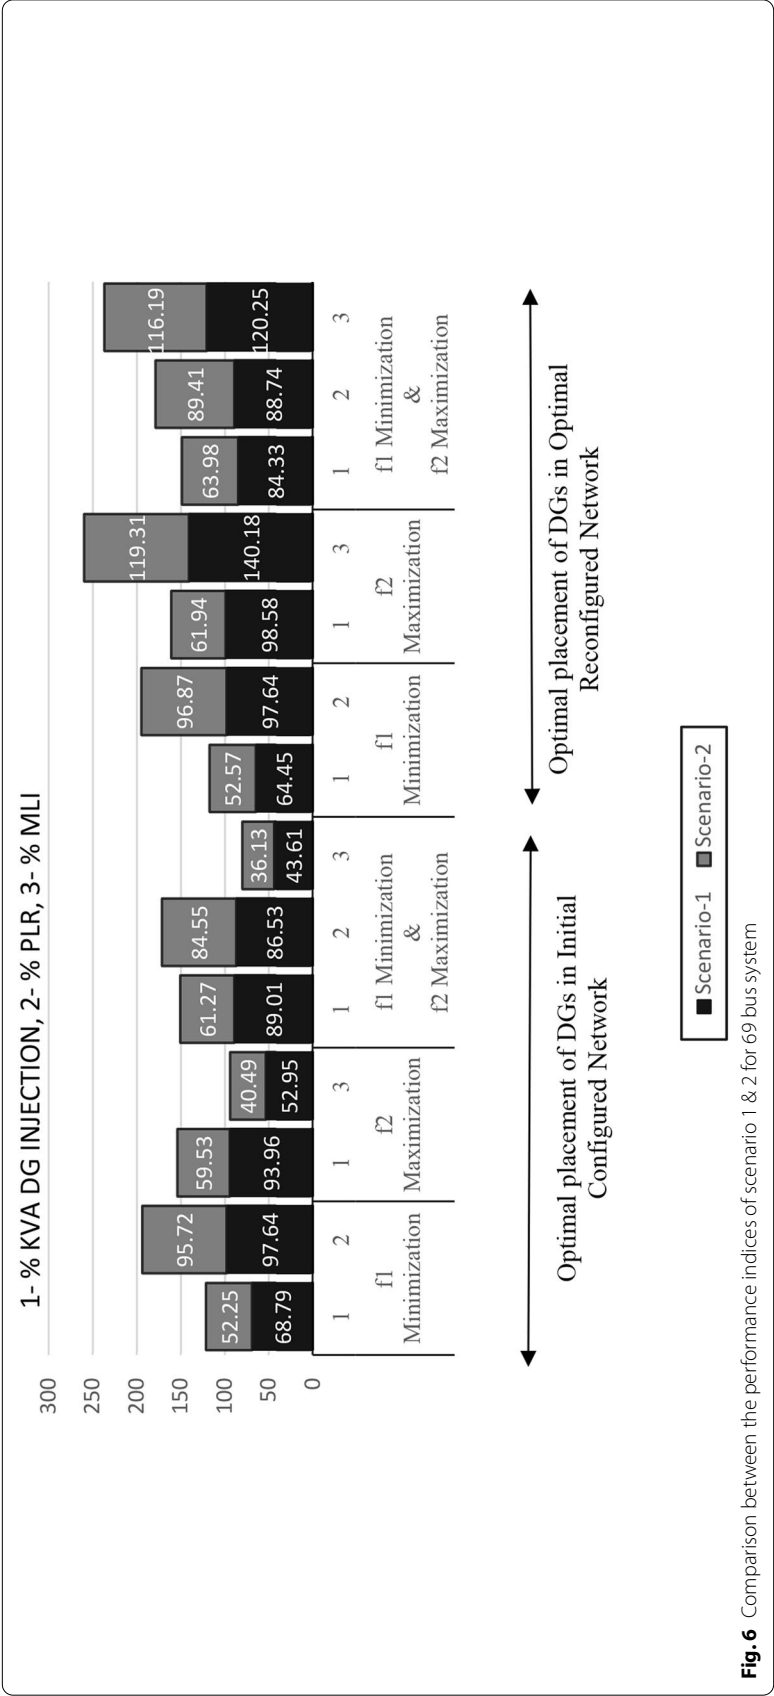 1- % KVA DG INJECTION, 2- % PLR, 3- % MLI
300
250
200
150
100
50
0
52.25 95.72 59.53 40.49 61.27 84.55 36.13 52.57 96.87 61.94 119.31 63.98 89.41 116.19
68.79 97.64 93.96 52.95 89.01 86.53 43.61 64.45 97.64 98.58 140.18 84.33 88.74 120.25
1 2 1 3 1 2 3 1 2 1 3 1 2 3
f1
Minimization
f2
Maximization
f1 Minimization
&
f2 Maximization
f1
Minimization
f2
Maximization
f1 Minimization
&
f2 Maximization
Optimal placement of DGs in Initial
Configured Network
Optimal placement of DGs in Optimal
Reconfigured Network
Scenario-1 Scenario-2
Fig. 6 Comparison between the performance indices of scenario 1 & 2 for 69 bus system